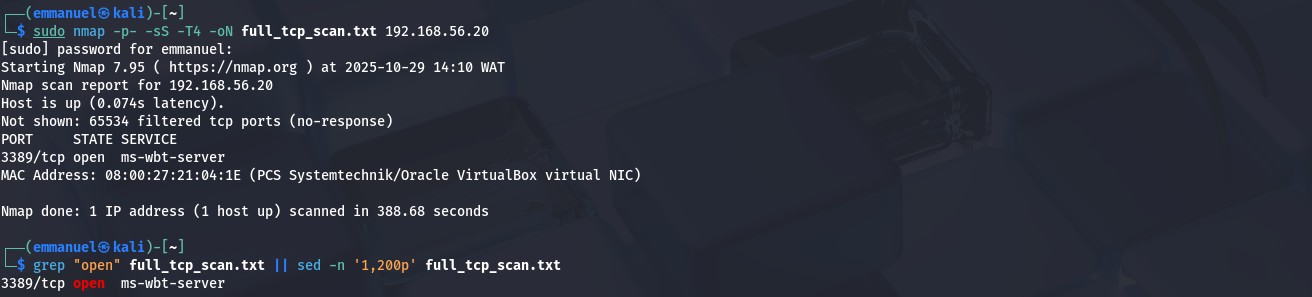 ┌──(emmanuel㉿kali)-[~]
└─$ sudo nmap -p- -sS -T4 -oN full_tcp_scan.txt 192.168.56.20
[sudo] password for emmanuel:
Starting Nmap 7.95 ( https://nmap.org ) at 2025-10-29 14:10 WAT
Nmap scan report for 192.168.56.20
Host is up (0.074s latency).
Not shown: 65534 filtered tcp ports (no-response)
PORT     STATE SERVICE
3389/tcp open  ms-wbt-server
MAC Address: 08:00:27:21:04:1E (PCS Systemtechnik/Oracle VirtualBox virtual NIC)

Nmap done: 1 IP address (1 host up) scanned in 388.68 seconds

┌──(emmanuel㉿kali)-[~]
└─$ grep "open" full_tcp_scan.txt || sed -n '1,200p' full_tcp_scan.txt
3389/tcp open  ms-wbt-server